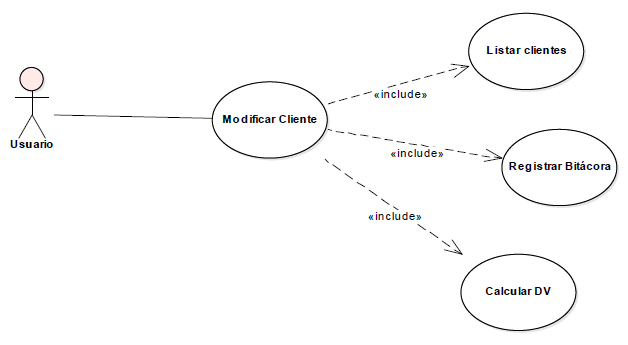 Listar clientes
«include»
Modificar Cliente
Usuario
«include»
Registrar Bitácora
«include»
Calcular DV